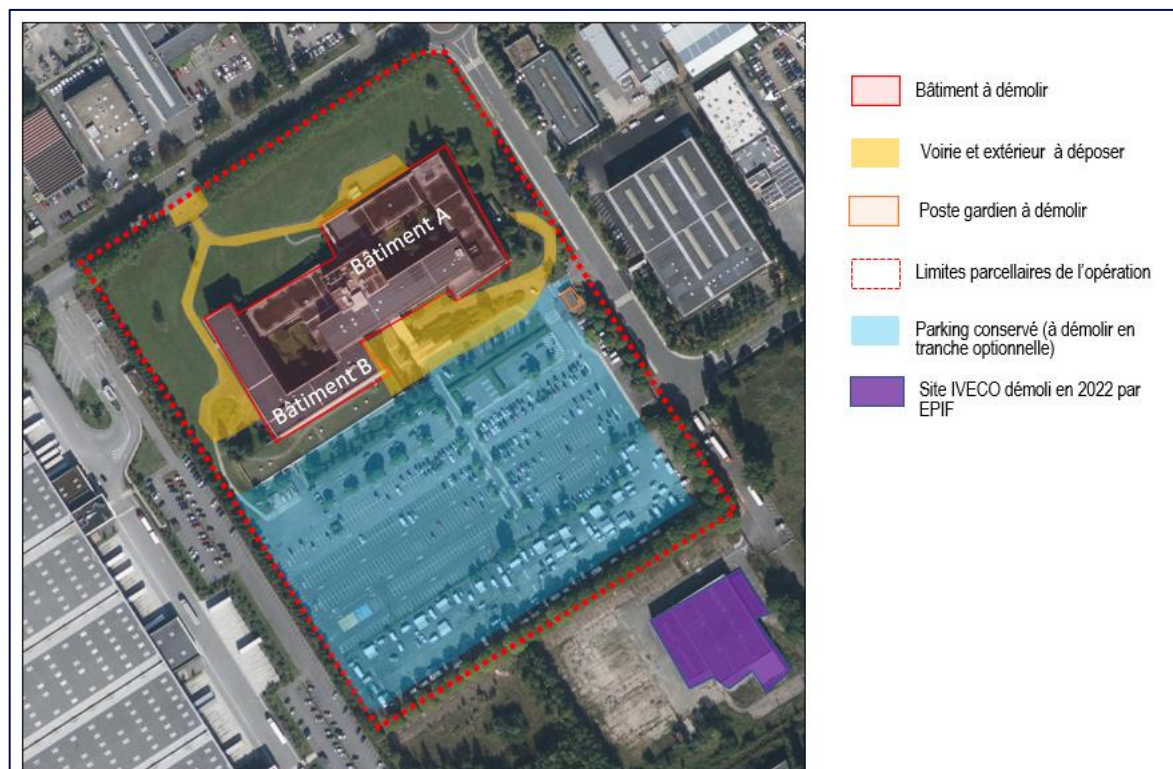 Bâtiment A
Bâtiment B
Bâtiment à démolir
Voirie et extérieur à déposer
Poste gardien à démolir
Limites parcellaires de l'opération
Parking conservé (à démolir en
tranche optionnelle)
Site IVECO démoli en 2022 par
EPIF